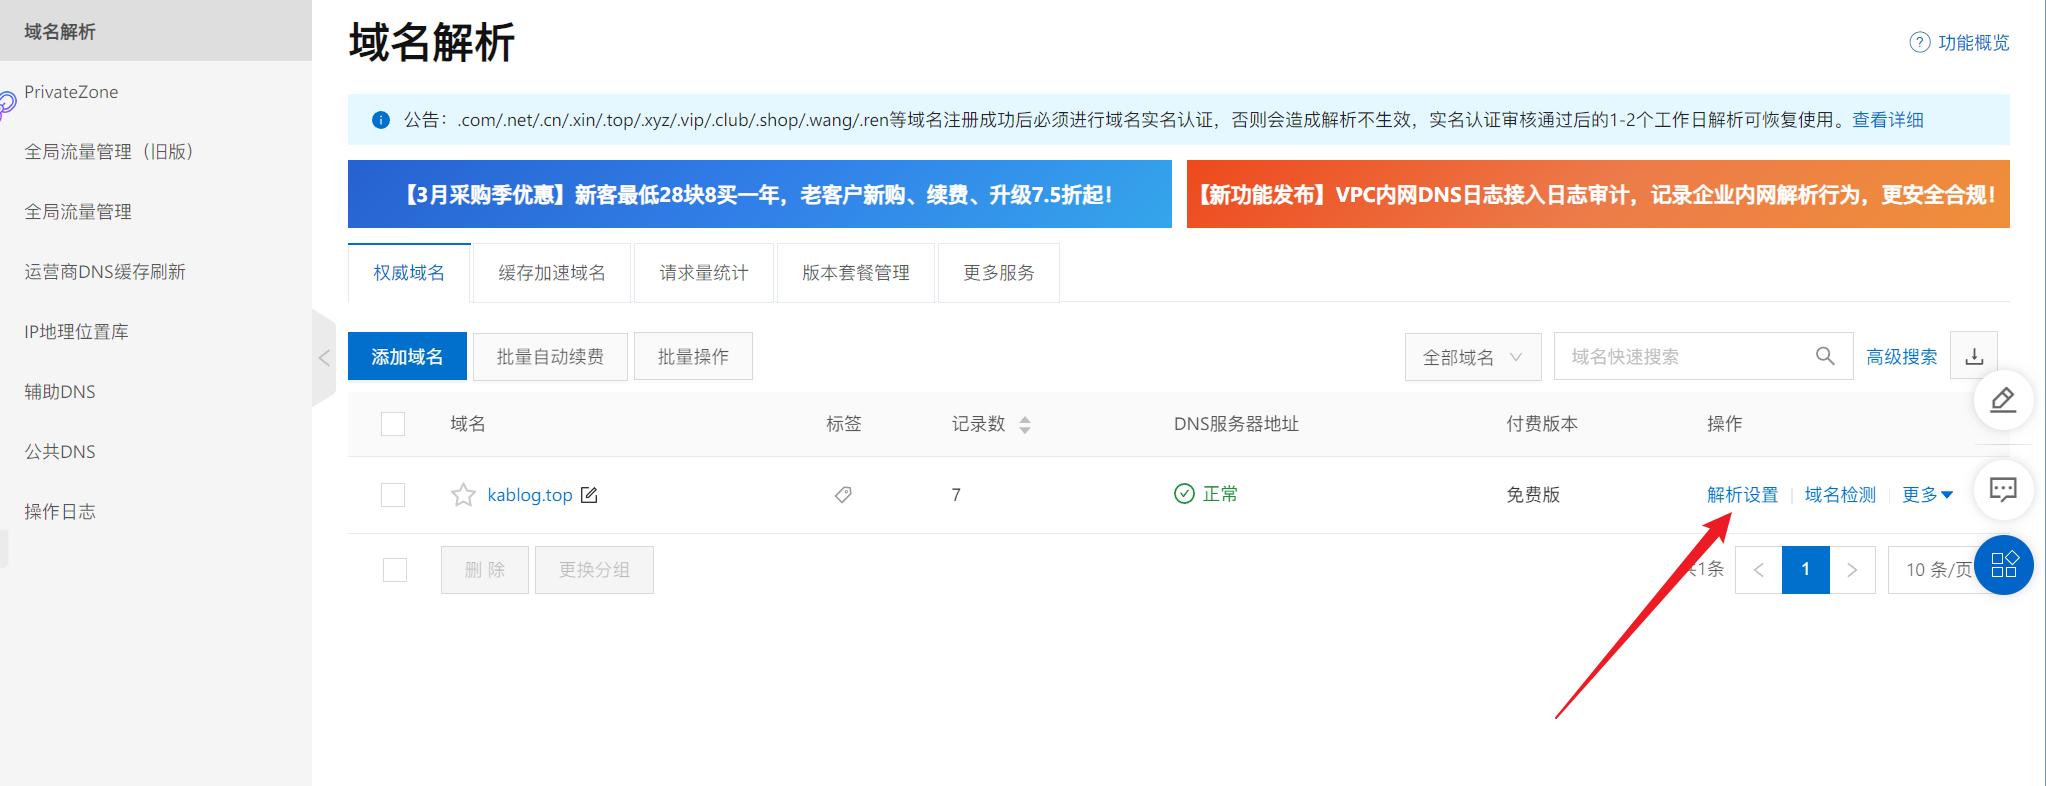 域名解析
PrivateZone
全局流量管理（旧版）
全局流量管理
运营商DNS缓存刷新
IP地理位置库
辅助DNS
公共DNS
操作日志
域名解析
功能概览
公告：.com/.net/.cn/.xin/.top/.xyz/.vip/.club/.shop/.wang/.ren等域名注册成功后必须进行域名实名认证，否则会造成解析不生效，实名认证审核通过后的1-2个工作日解析可恢复使用。查看详细
【3月采购季优惠】新客最低28块8买一年，老客户新购、续费、升级7.5折起！
【新功能发布】VPC内网DNS日志接入日志审计，记录企业内网解析行为，更安全合规！
权威域名 缓存加速域名 请求量统计 版本套餐管理 更多服务
添加域名 批量自动续费 批量操作 全部域名 域名快速搜索 高级搜索
域名 标签 记录数 DNS服务器地址 付费版本 操作
kablog.top 7 正常 免费版 解析设置 域名检测 更多
删除 更换分组 1条 1 10 条/页